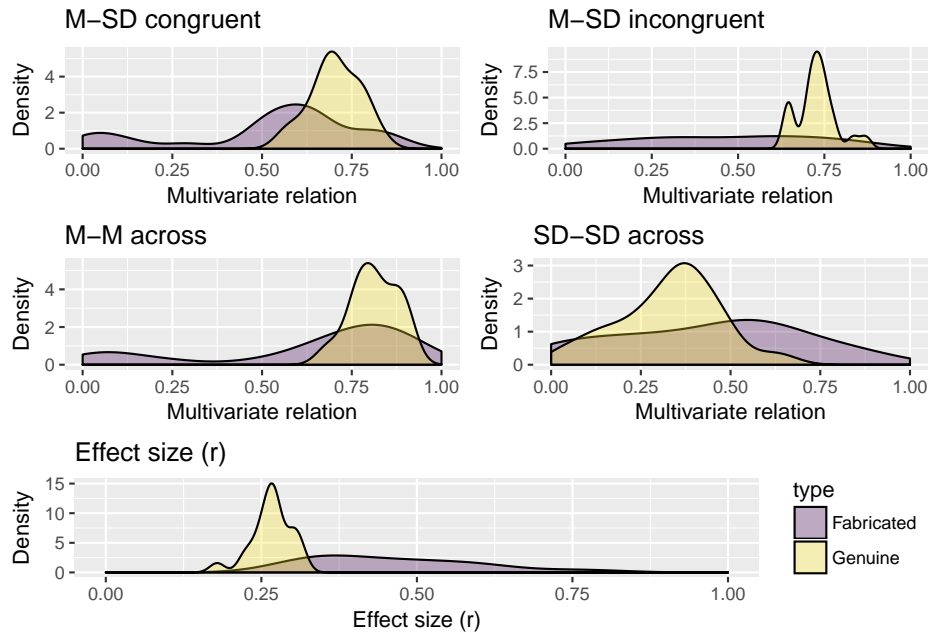 M−SD congruent
M−SD incongruent
Density
4
2
0
0.00 0.25 0.50 0.75 1.00
Multivariate relation
Density
7.5
5.0
2.5
0.0
0.00 0.25 0.50 0.75 1.00
Multivariate relation
M−M across
SD−SD across
Density
4
2
0
0.00 0.25 0.50 0.75 1.00
Multivariate relation
Density
3
2
1
0
0.00 0.25 0.50 0.75 1.00
Multivariate relation
Effect size (r)
Density
15
10
5
0
0.00 0.25 0.50 0.75 1.00
Effect size (r)
type
Fabricated
Genuine